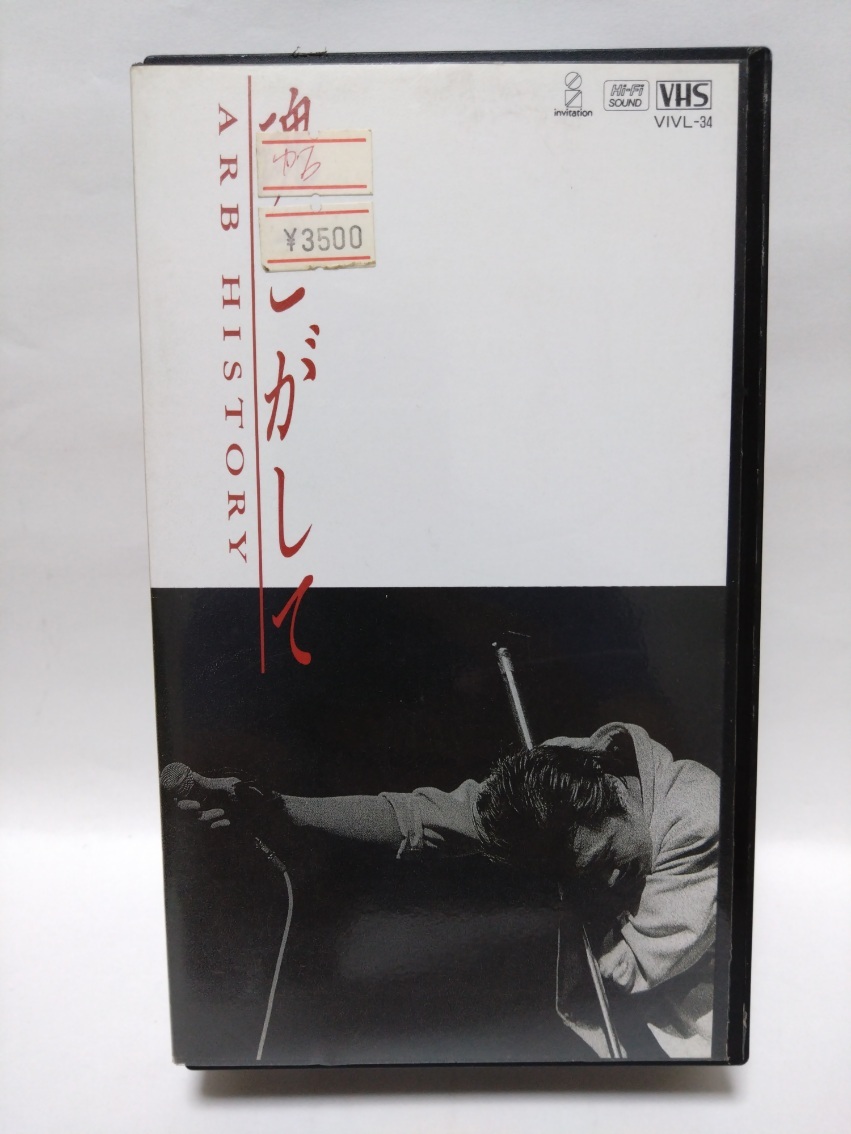 invitation
Hi-Fi SOUND
VHS
VIVL-34
ARB HISTORY
がして
¥3500